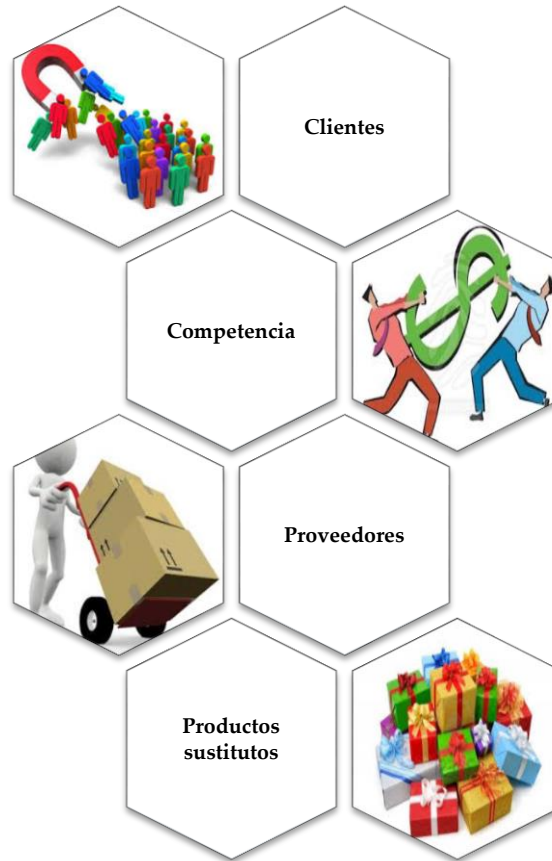 Clientes
Competencia
Proveedores
Productos
sustitutos